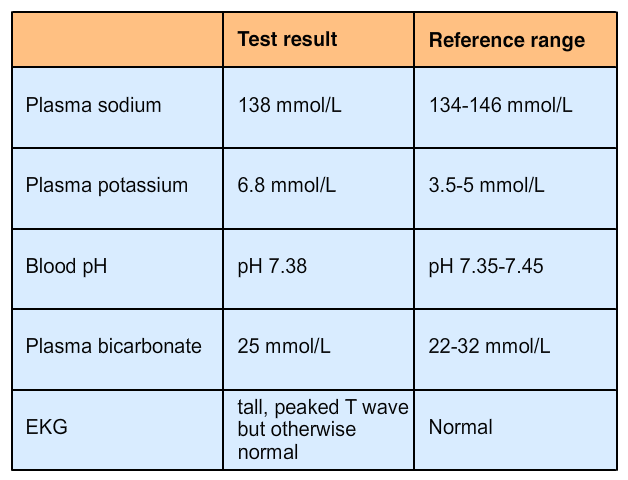 Test result Reference range
Plasma sodium 138 mmol/L 134-146 mmol/L
Plasma potassium 6.8 mmol/L 3.5-5 mmol/L
Blood pH pH 7.38 pH 7.35-7.45
Plasma bicarbonate 25 mmol/L 22-32 mmol/L
EKG
tall, peaked T wave
but otherwise
normal
Normal